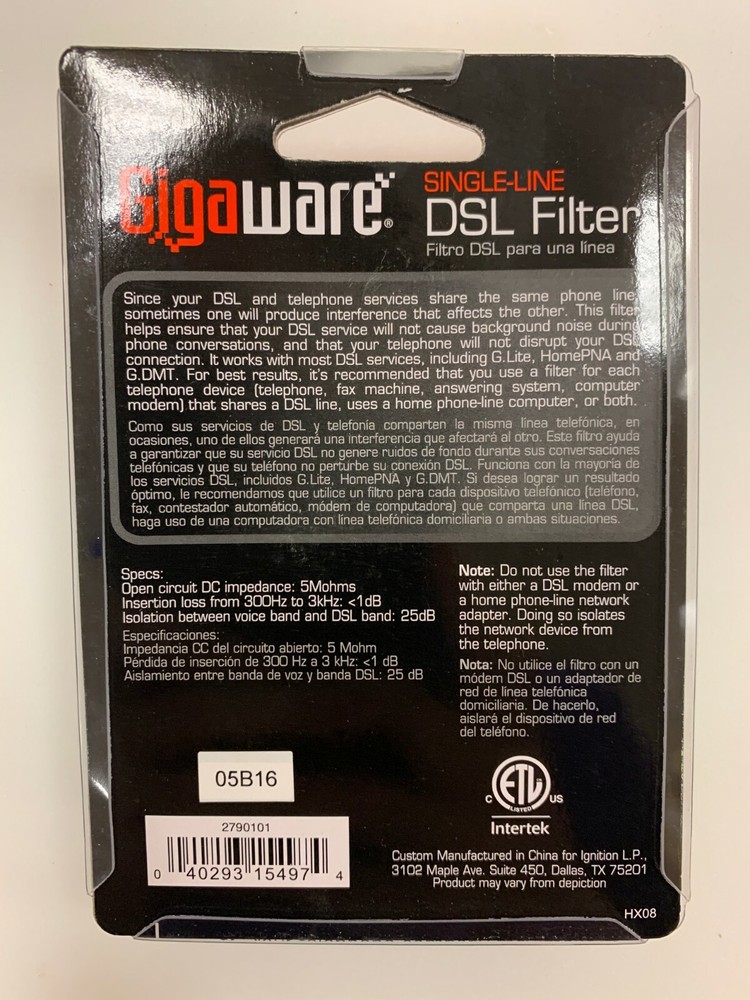 Gigaware®
SINGLE-LINE
DSL Filter
Filtro DSL para una línea
Since your DSL and telephone services share the same phone line,
sometimes one will produce interference that affects the other. This filter
helps ensure that your DSL service will not cause background noise during
phone conversations, and that your telephone will not disrupt your DSL
connection. It works with most DSL services, including G.Lite, HomePNA and
G.DMT. For best results, it's recommended that you use a filter for each
telephone device (telephone, fax machine, answering system, computer
modem) that shares a DSL line, uses a home phone-line computer, or both.
Como sus servicios de DSL y telefonía comparten la misma línea telefónica, en
ocasiones, uno de ellos generará una interferencia que afectará al otro. Este filtro ayuda
a garantizar que su servicio DSL no genere ruidos de fondo durante sus conversaciones
telefónicas y que su teléfono no perturbe su conexión DSL. Funciona con la mayoría de
los servicios DSL, incluidos G.Lite, HomePNA y G.DMT. Si desea lograr un resultado
óptimo, le recomendamos que utilice un filtro para cada dispositivo telefónico (teléfono,
fax, contestador automático, módem de computadora) que comparta una línea DSL,
haga uso de una computadora con línea telefónica domiciliaria o ambas situaciones.
Specs:
Open circuit DC impedance: 5Mohms
Insertion loss from 300Hz to 3kHz: <1dB
Isolation between voice band and DSL band: 25dB
Especificaciones:
Impedancia CC del circuito abierto: 5 Mohm
Pérdida de inserción de 300 Hz a 3 kHz: <1 dB
Aislamiento entre banda de voz y banda DSL: 25 dB
Note: Do not use the filter
with either a DSL modem or
a home phone-line network
adapter. Doing so isolates
the network device from
the telephone.
Nota: No utilice el filtro con un
módem DSL o un adaptador de
red de línea telefónica
domiciliaria. De hacerlo,
aislará el dispositivo de red
del teléfono.
05B16
2790101
0 40293 15497 4
C ETL US
LISTED
Intertek
Custom Manufactured in China for Ignition L.P.,
3102 Maple Ave. Suite 450, Dallas, TX 75201
Product may vary from depiction
HX08